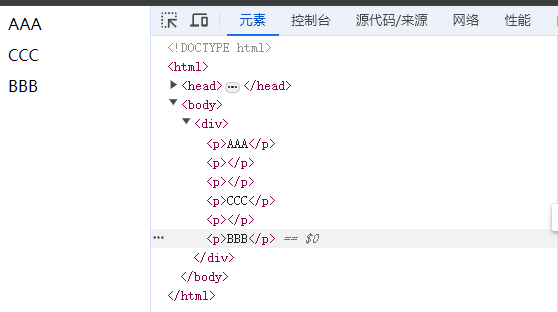 AAA
CCC
BBB
元素 控制台 源代码/来源 网络 性能
<!DOCTYPE html>
<html>
<head>…</head>
<body>
<div>
<p>AAA</p>
<p></p>
<p></p>
<p>CCC</p>
<p></p>
<p>BBB</p> == $0
</div>
</body>
</html>